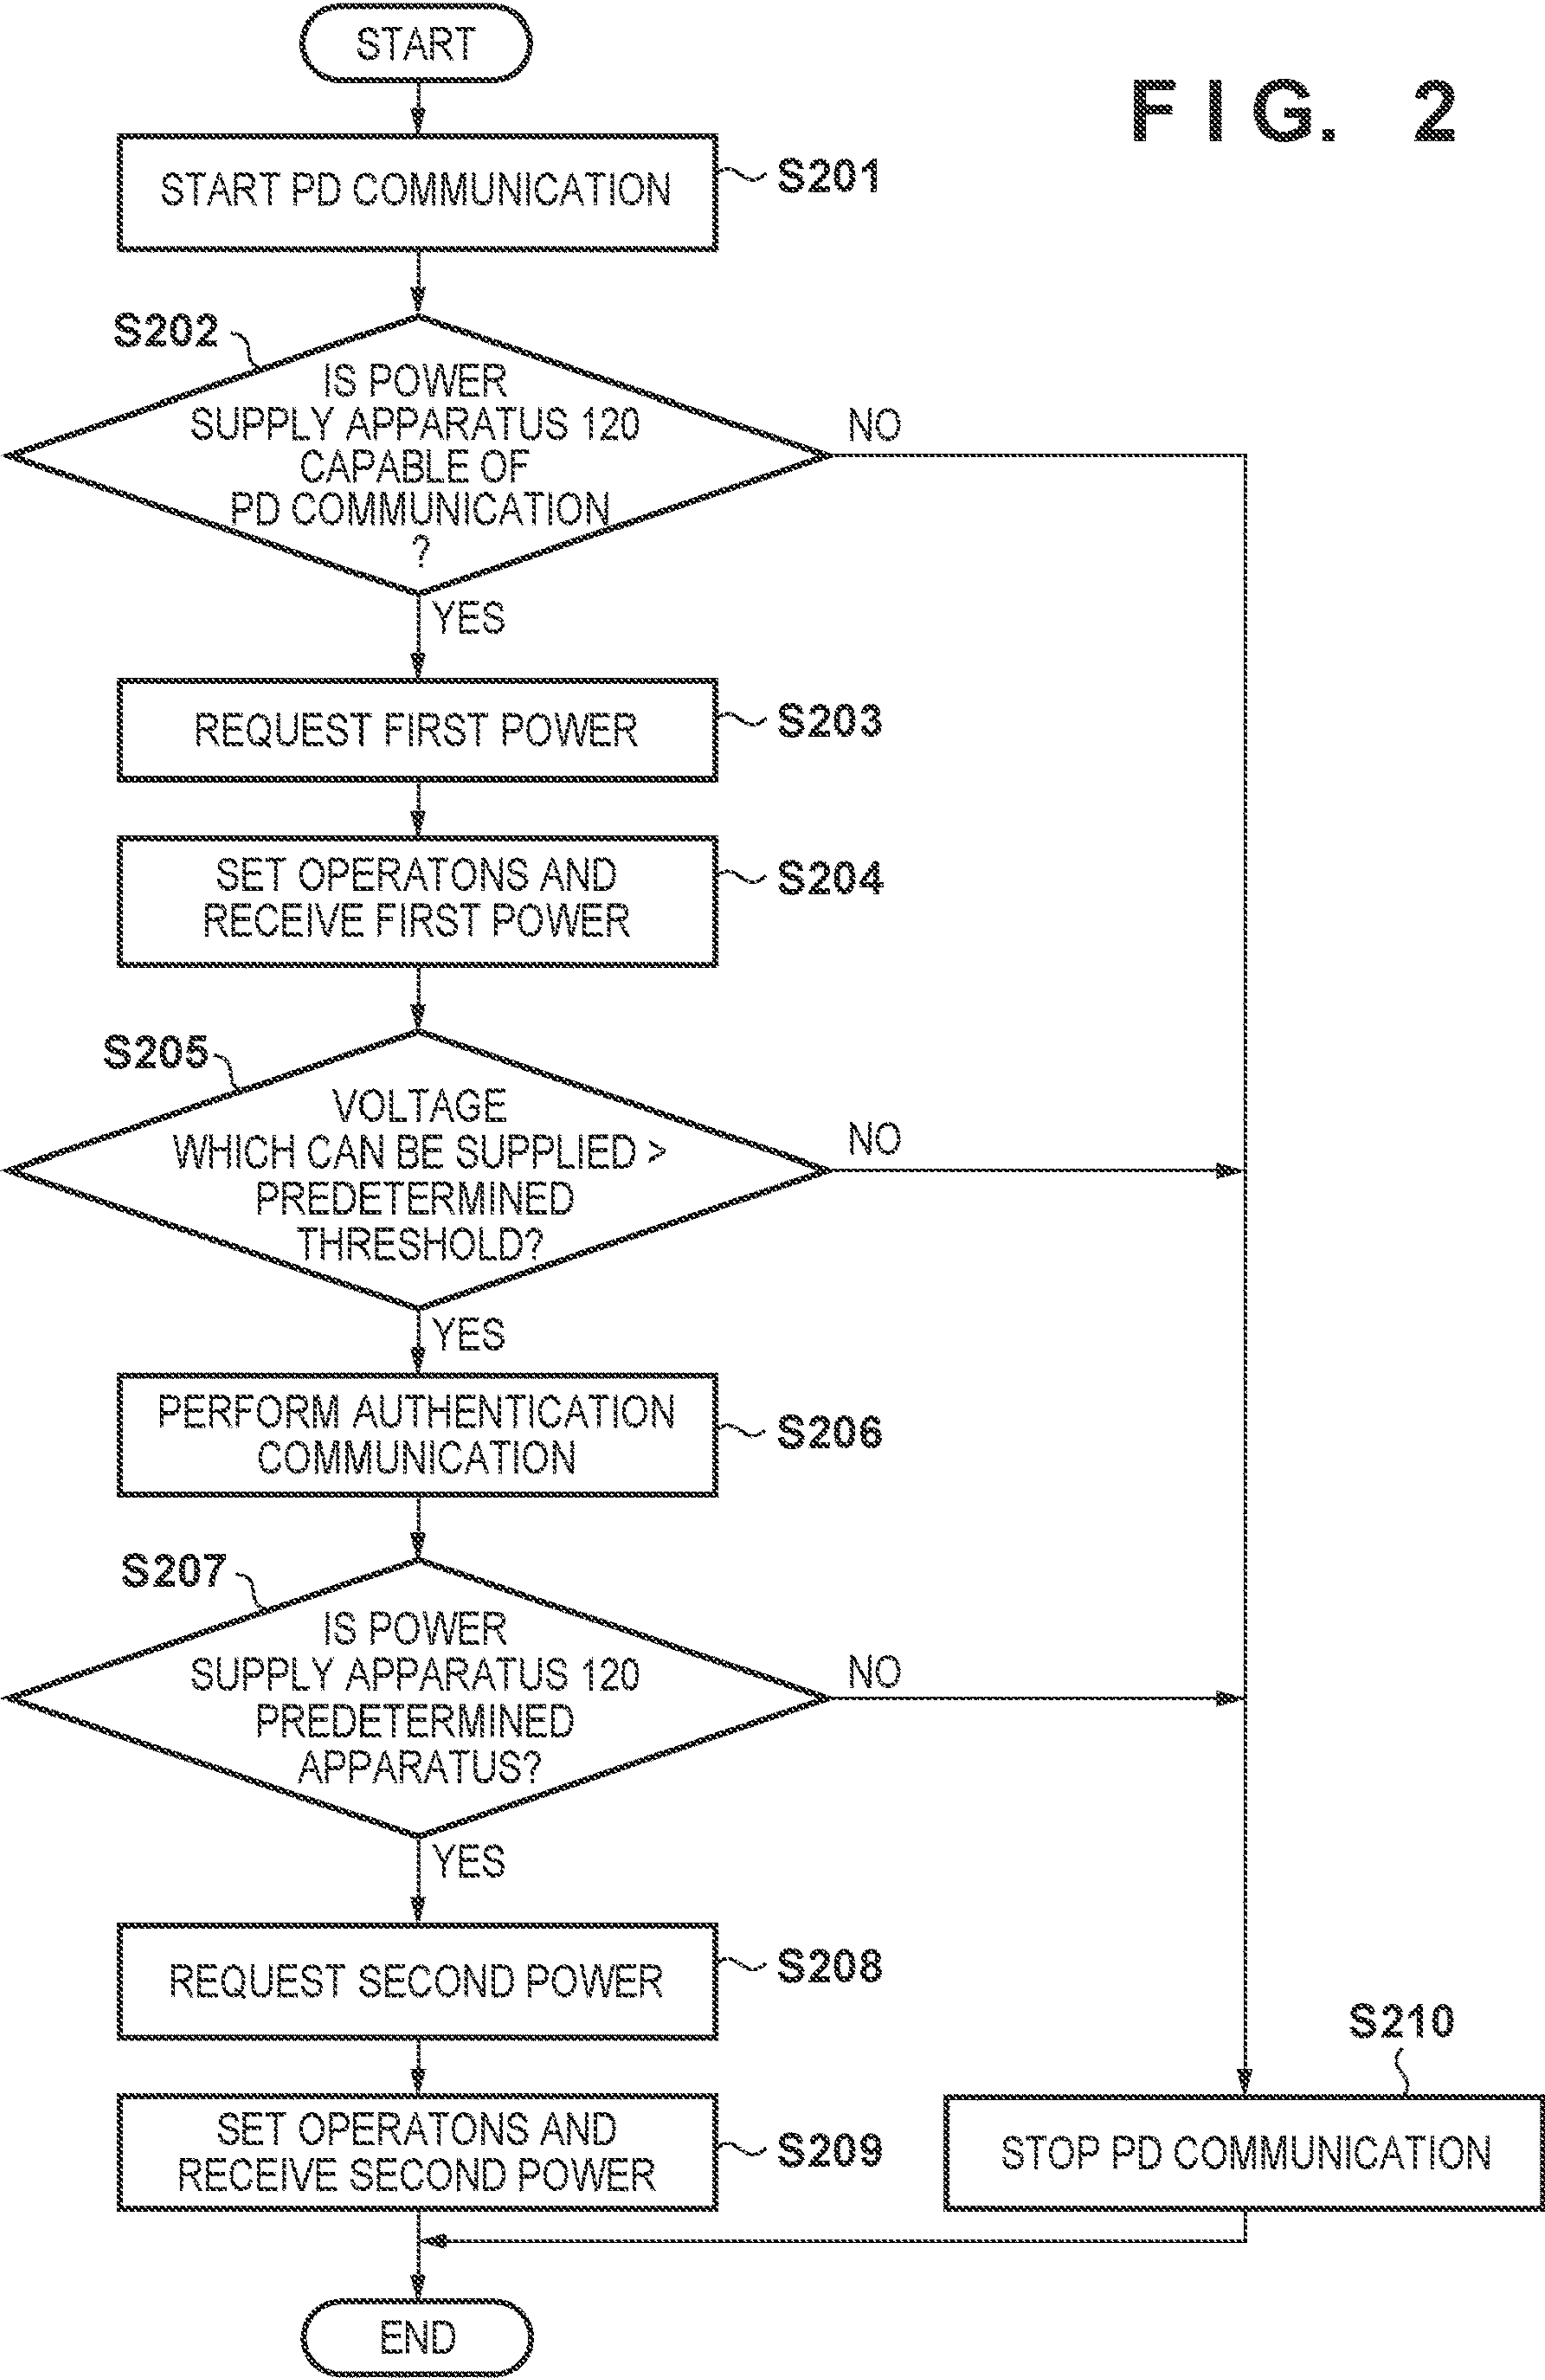 START
FIG. 2
START PD COMMUNICATION
S201
S202
IS POWER
SUPPLY APPARATUS 120
CAPABLE OF
PD COMMUNICATION
?
NO
YES
REQUEST FIRST POWER
S203
SET OPERATONS AND
RECEIVE FIRST POWER
S204
S205
VOLTAGE
WHICH CAN BE SUPPLIED >
PREDETERMINED
THRESHOLD?
NO
YES
PERFORM AUTHENTICATION
COMMUNICATION
S206
S207
IS POWER
SUPPLY APPARATUS 120
PREDETERMINED
APPARATUS?
NO
YES
REQUEST SECOND POWER
S208
SET OPERATONS AND
RECEIVE SECOND POWER
S209
S210
STOP PD COMMUNICATION
END